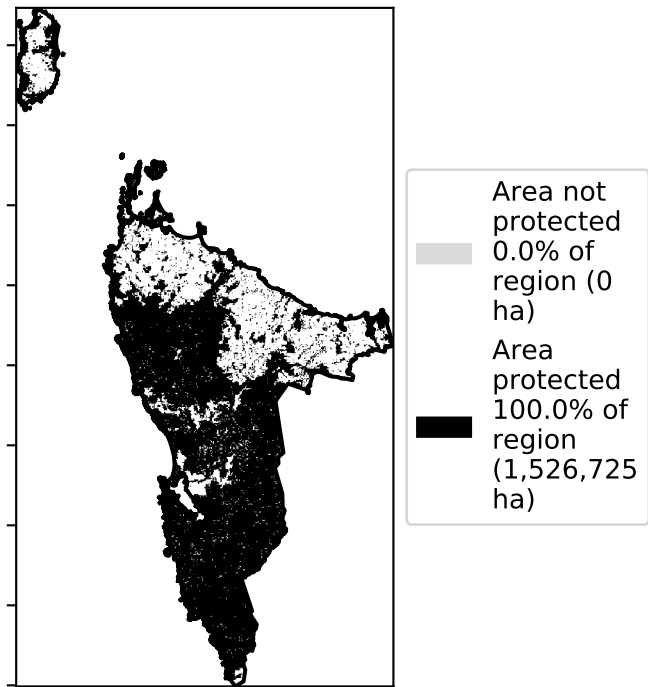 Area not
protected
0.0% of
region (0
ha)
Area
protected
100.0% of
region
(1,526,725
ha)